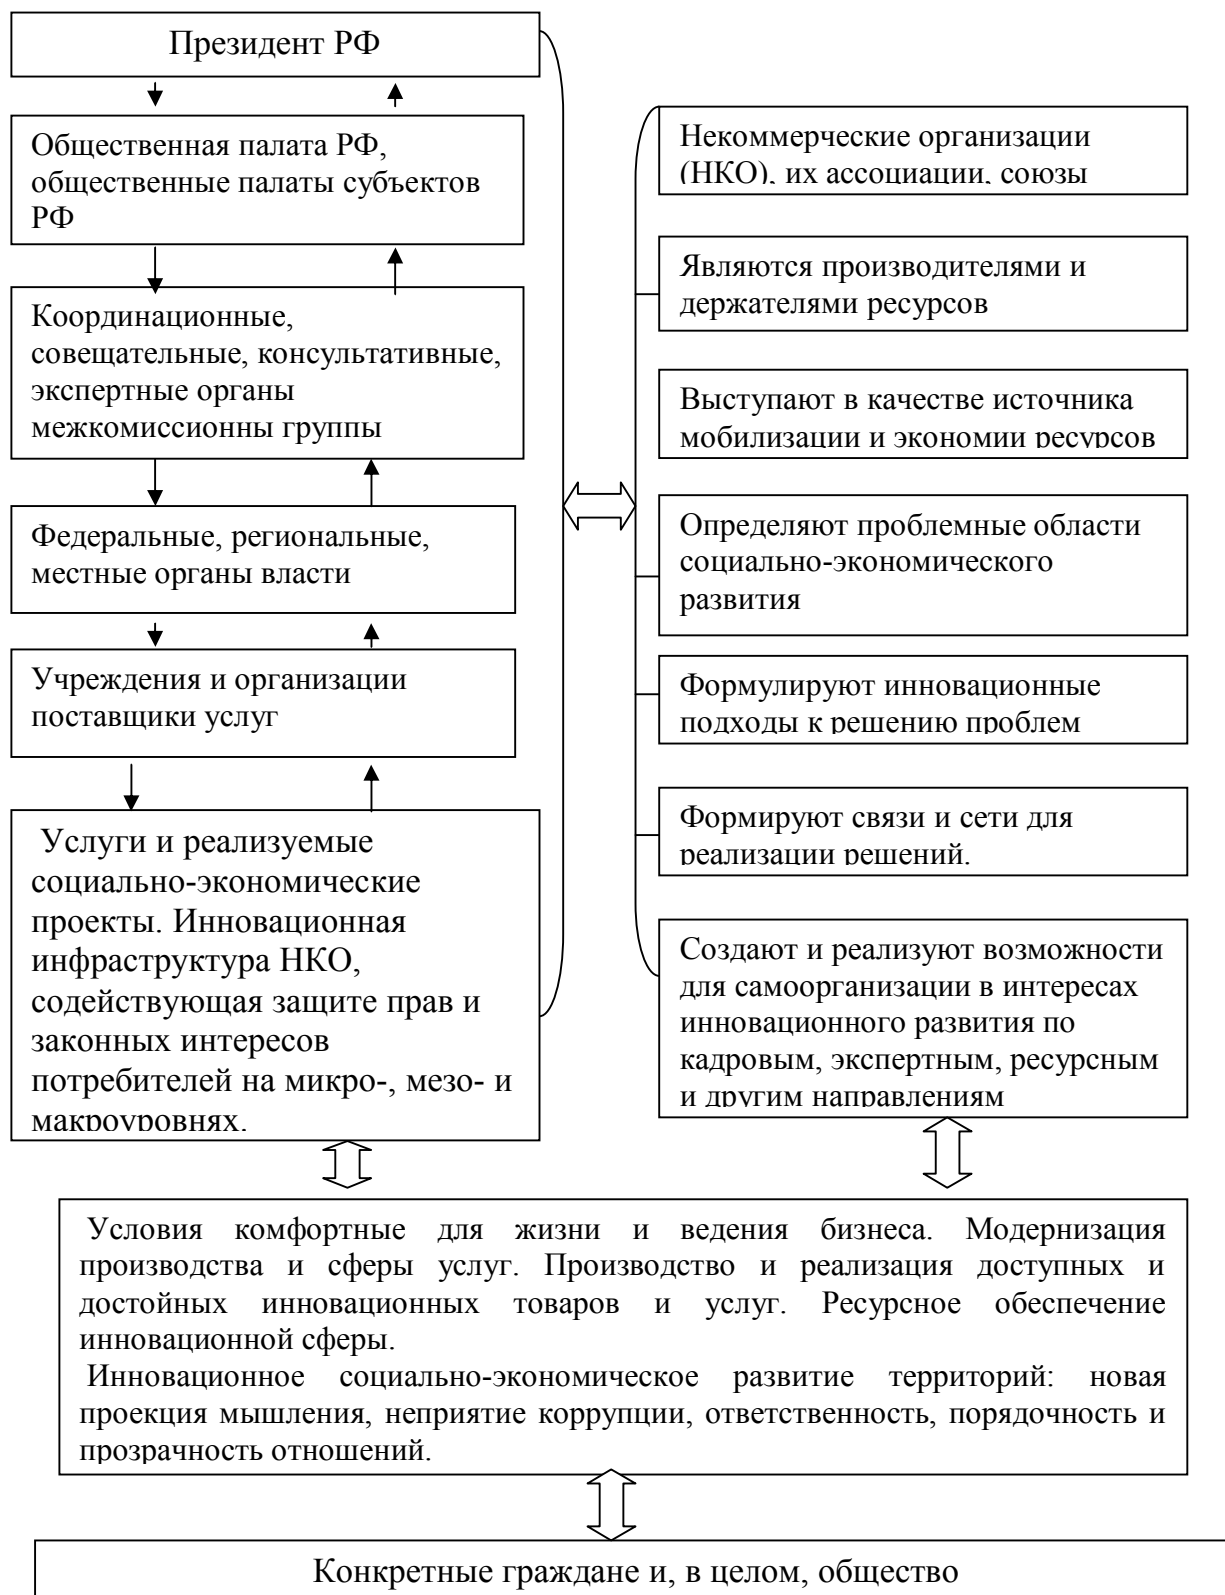 Президент РФ
Общественная палата РФ,
общественные палаты субъектов
РФ
Координационные,
совещательные, консультативные,
экспертные органы
межкомиссионны группы
Федеральные, региональные,
местные органы власти
Учреждения и организации
поставщики услуг
Услуги и реализуемые
социально-экономические
проекты. Инновационная
инфраструктура НКО,
содействующая защите прав и
законных интересов
потребителей на микро-, мезо- и
макроуровнях.
Некоммерческие организации
(НКО), их ассоциации, союзы
Являются производителями и
держателями ресурсов
Выступают в качестве источника
мобилизации и экономии ресурсов
Определяют проблемные области
социально-экономического
развития
Формулируют инновационные
подходы к решению проблем
Формируют связи и сети для
реализации решений.
Создают и реализуют возможности
для самоорганизации в интересах
инновационного развития по
кадровым, экспертным, ресурсным
и другим направлениям
Условия комфортные для жизни и ведения бизнеса. Модернизация
производства и сферы услуг. Производство и реализация доступных и
достойных инновационных товаров и услуг. Ресурсное обеспечение
инновационной сферы.
Инновационное социально-экономическое развитие территорий: новая
проекция мышления, неприятие коррупции, ответственность, порядочность и
прозрачность отношений.
Конкретные граждане и, в целом, общество